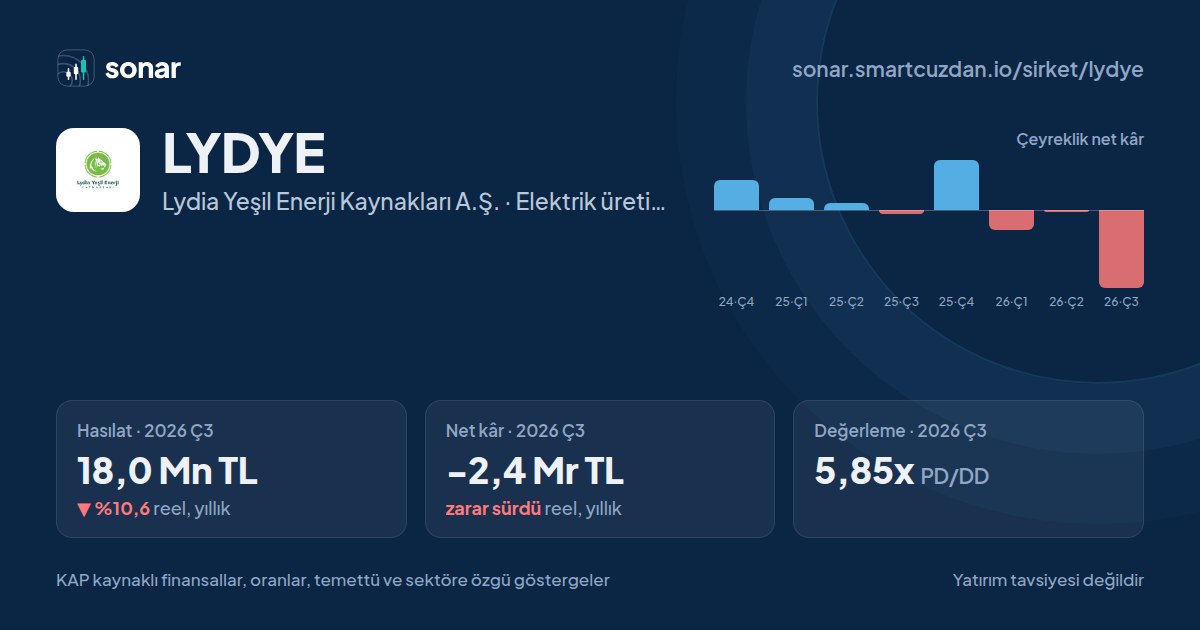 sonar
sonar.smartcuzdan.io/sirket/lydye
Lydia Yeşil Enerji
LYDYE
Lydia Yeşil Enerji Kaynakları A.Ş. · Elektrik üreti…
Çeyreklik net kâr
24·Ç4 25·Ç1 25·Ç2 25·Ç3 25·Ç4 26·Ç1 26·Ç2 26·Ç3
Hasılat · 2026 Ç3
18,0 Mn TL
▼ %10,6 reel, yıllık
Net kâr · 2026 Ç3
−2,4 Mr TL
zarar sürdü reel, yıllık
Değerleme · 2026 Ç3
5,85x PD/DD
KAP kaynaklı finansallar, oranlar, temettü ve sektöre özgü göstergeler
Yatırım tavsiyesi değildir